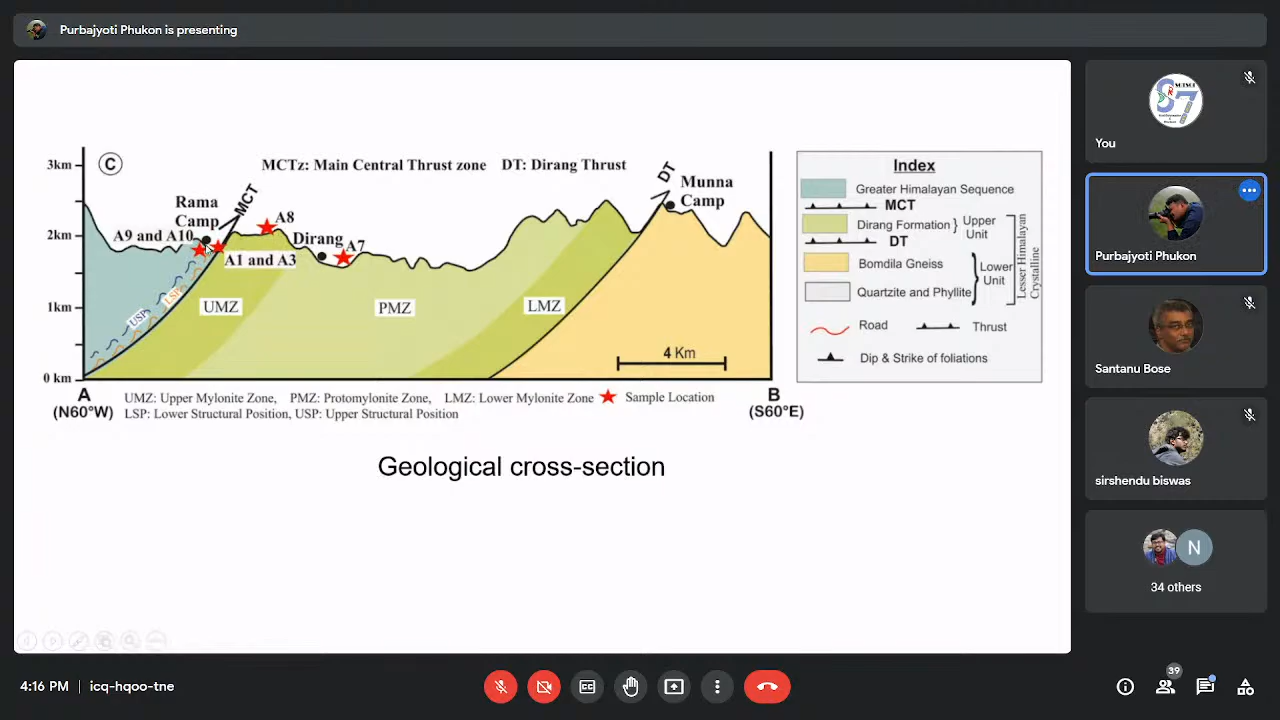 Purbajyoti Phukon is presenting
C
MCTz: Main Central Thrust zone DT: Dirang Thrust
3km
2km
1km
0 km
Rama
Camp
MCT
A9 and A10
A8
A1 and A3
Dirang
A7
DT
Munna
Camp
USP
LSP
UMZ
PMZ
LMZ
4 Km
A
(N60°W)
B
(S60°E)
UMZ: Upper Mylonite Zone, PMZ: Protomylonite Zone, LMZ: Lower Mylonite Zone Sample Location
LSP: Lower Structural Position, USP: Upper Structural Position
Index
Greater Himalayan Sequence
MCT
Dirang Formation } Upper Unit
DT
Bomdila Gneiss
Quartzite and Phyllite } Lower Unit
Lesser Himalayan
Crystalline
Road Thrust
Dip & Strike of foliations
Geological cross-section
You
Purbajyoti Phukon
Santanu Bose
sirshendu biswas
N
34 others
4:16 PM | icq-hqoo-tne
39